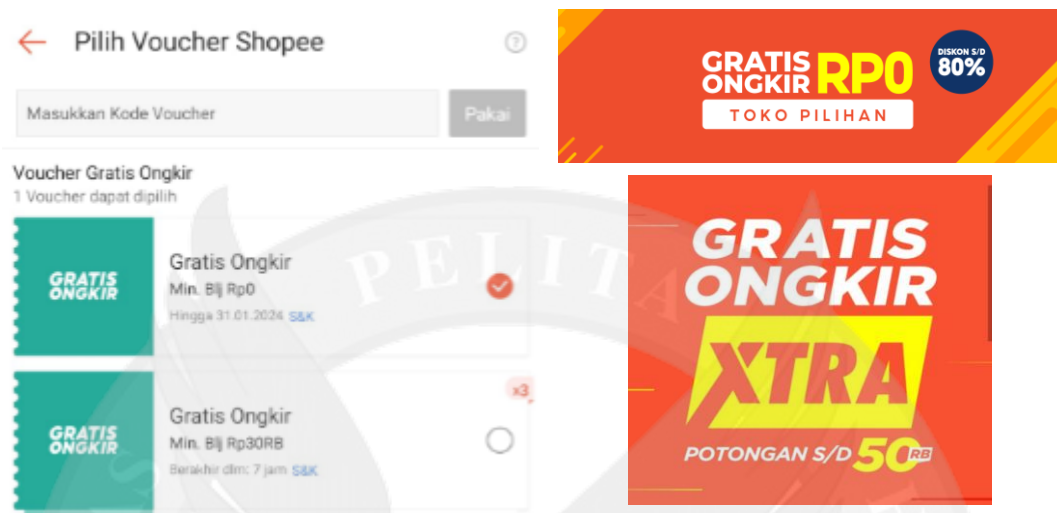 Pilih Voucher Shopee
?
Masukkan Kode Voucher
Pakai
Voucher Gratis Ongkir
1 Voucher dapat dipilih
GRATIS
ONGKIR
Gratis Ongkir
Min. Blj Rp0
Hingga 31.01.2024 S&K
GRATIS
ONGKIR
x3
Gratis Ongkir
Min. Blj Rp30RB
Berakhir dlm: 7 jam S&K
GRATIS
ONGKIR RP0
DISKON S/D
80%
TOKO PILIHAN
GRATIS
ONGKIR
XTRA
POTONGAN S/D 50RB
PELITA